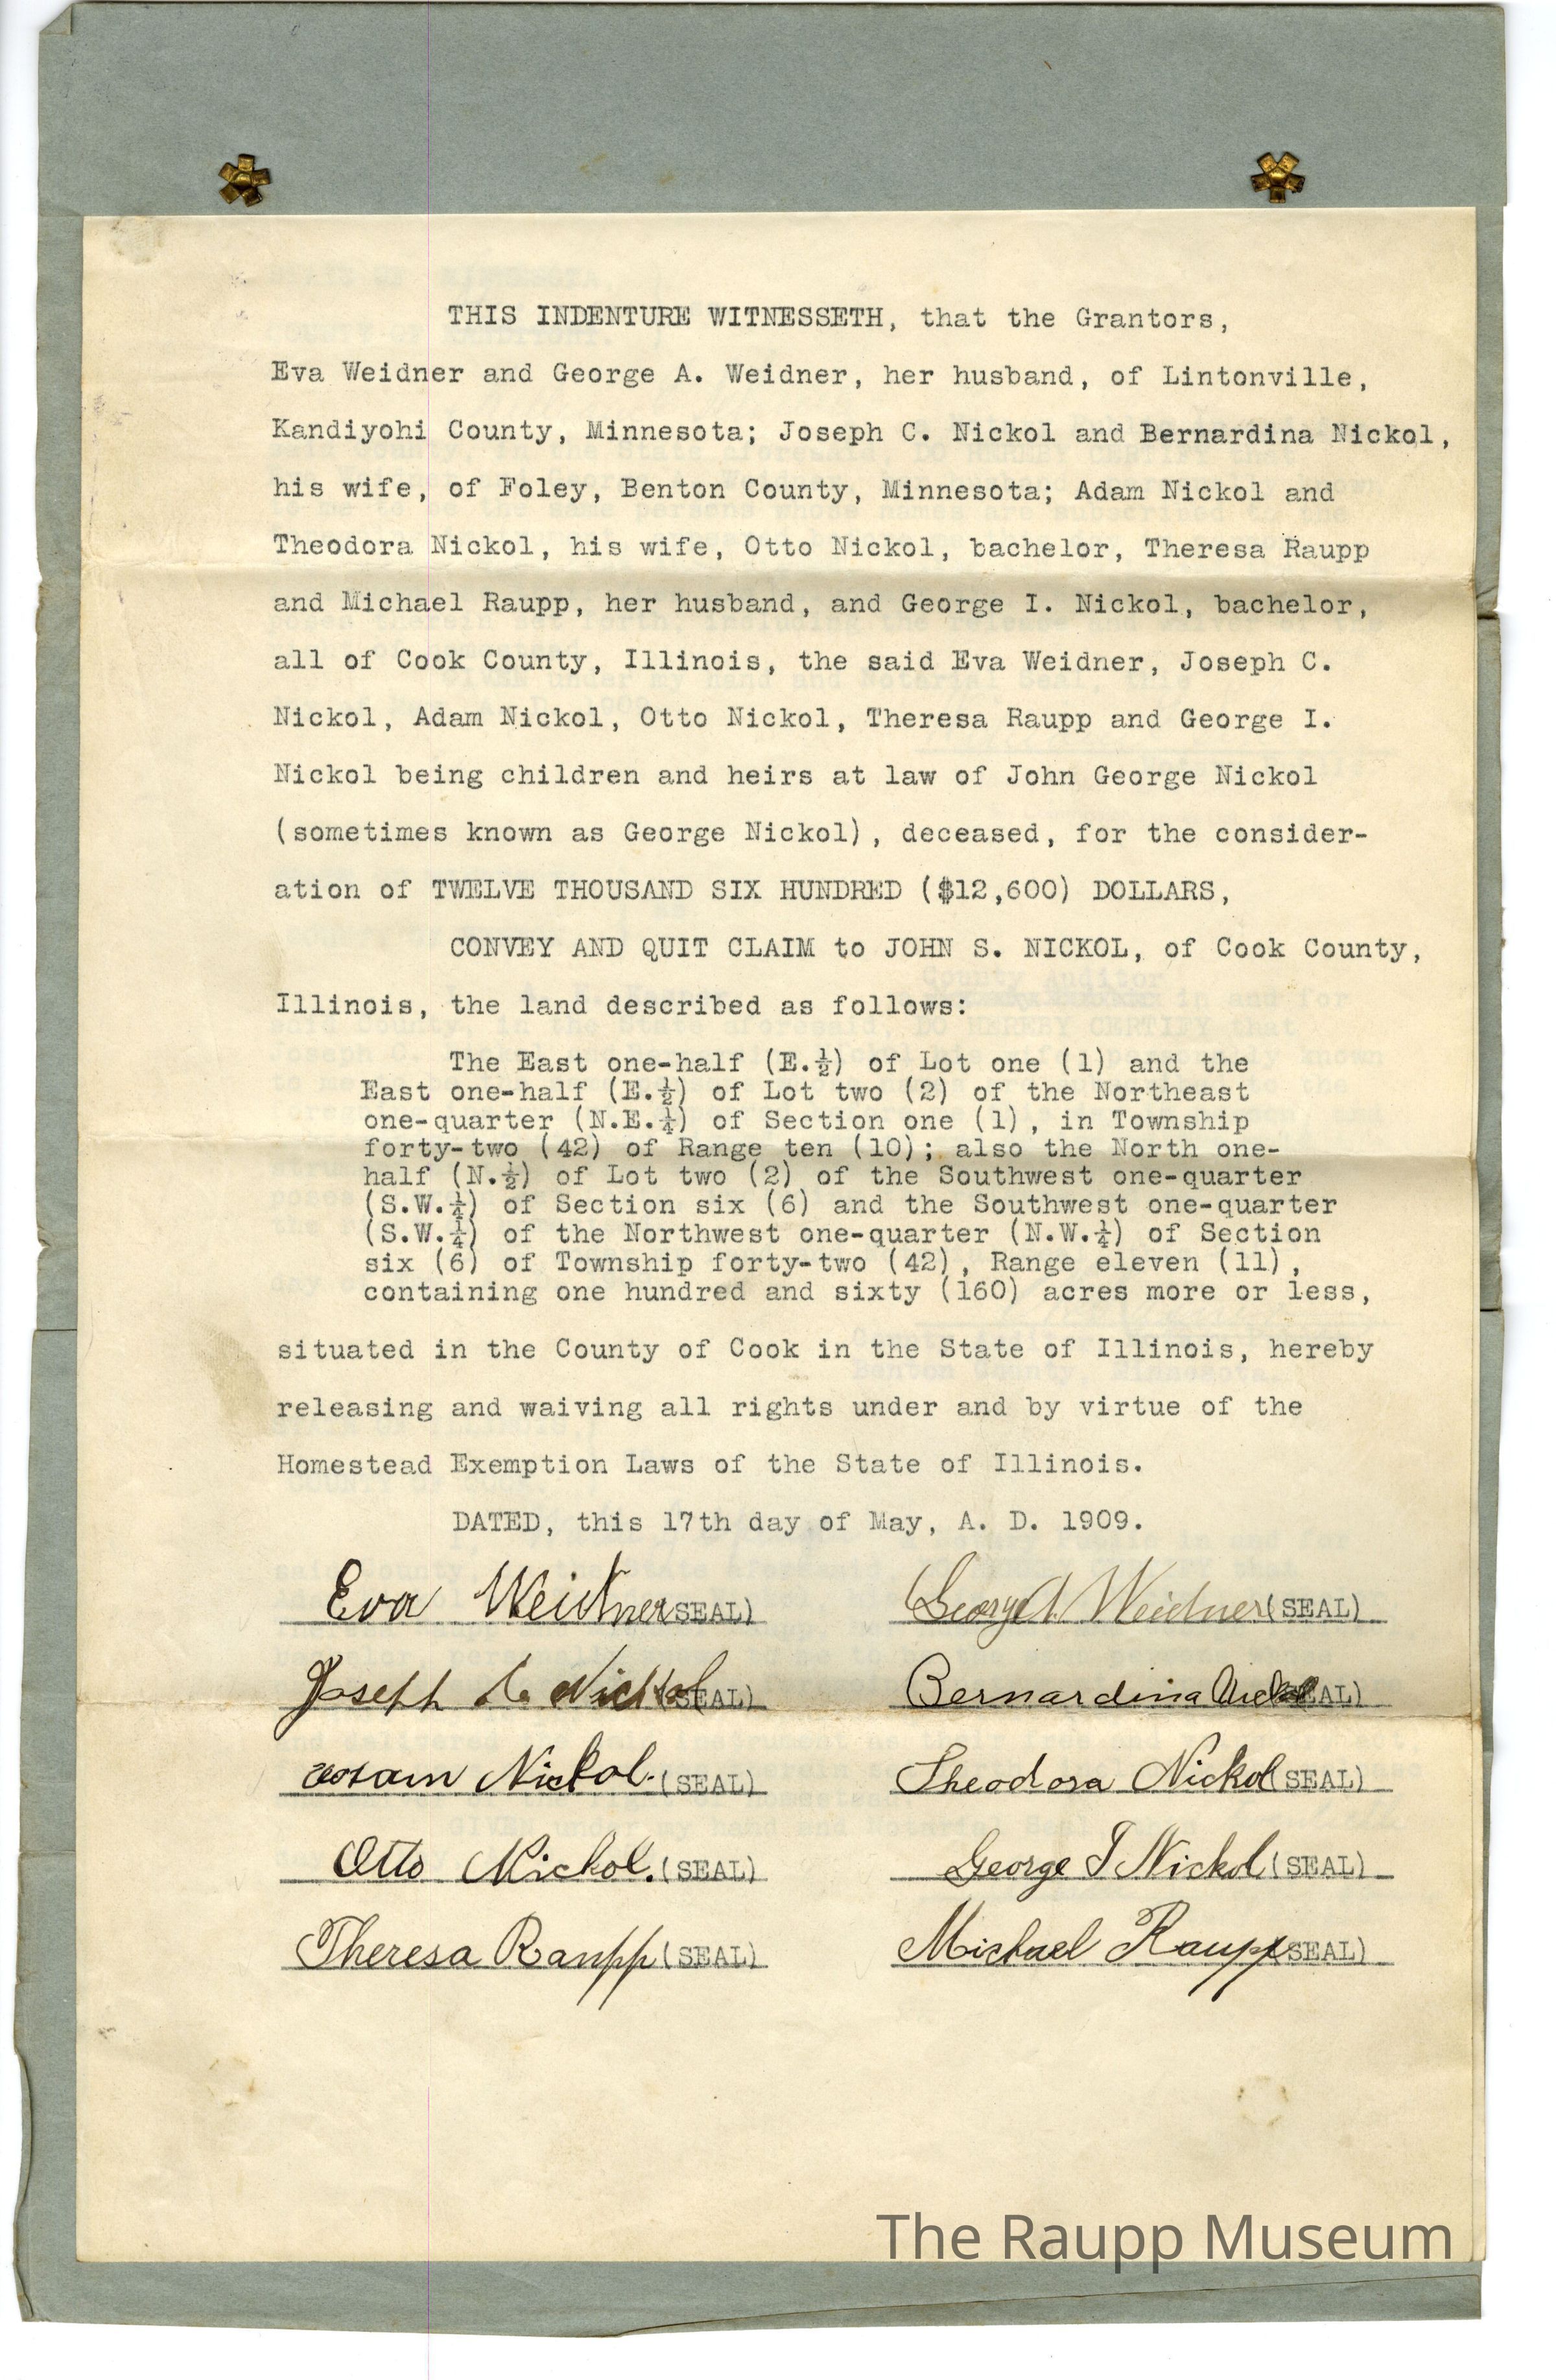 THIS INDENTURE WITNESSETH, that the Grantors,
Eva Weidner and George A. Weidner, her husband, of Lintonville,
Kandiyohi County, Minnesota; Joseph C. Nickol and Bernardina Nickol,
his wife, of Foley, Benton County, Minnesota; Adam Nickol and
Theodora Nickol, his wife, Otto Nickol, bachelor, Theresa Raupp
and Michael Raupp, her husband, and George I. Nickol, bachelor,
all of Cook County, Illinois, the said Eva Weidner, Joseph C.
Nickol, Adam Nickol, Otto Nickol, Theresa Raupp and George I.
Nickol being children and heirs at law of John George Nickol
(sometimes known as George Nickol), deceased, for the consider-
ation of TWELVE THOUSAND SIX HUNDRED ($12,600) DOLLARS,
CONVEY AND QUIT CLAIM to JOHN S. NICKOL, of Cook County,
Illinois, the land described as follows:
The East one-half (E.½) of Lot one (1) and the
East one-half (E.½) of Lot two (2) of the Northeast
one-quarter (N.E.¼) of Section one (1), in Township
forty-two (42) of Range ten (10); also the North one-
half (N.½) of Lot two (2) of the Southwest one-quarter
(S.W.¼) of Section six (6) and the Southwest one-quarter
(S.W.¼) of the Northwest one-quarter (N.W.¼) of Section
six (6) of Township forty-two (42), Range eleven (11),
containing one hundred and sixty (160) acres more or less,
situated in the County of Cook in the State of Illinois, hereby
releasing and waiving all rights under and by virtue of the
Homestead Exemption Laws of the State of Illinois.
DATED, this 17th day of May, A. D. 1909.
Eva Weidner (SEAL) George A. Weidner (SEAL)
Joseph C. Nickol (SEAL) Bernardina Nickol (SEAL)
Adam Nickol. (SEAL) Theodora Nickol (SEAL)
Otto Nickol. (SEAL) George I Nickol (SEAL)
Theresa Raupp (SEAL) Michael Raupp (SEAL)
The Raupp Museum